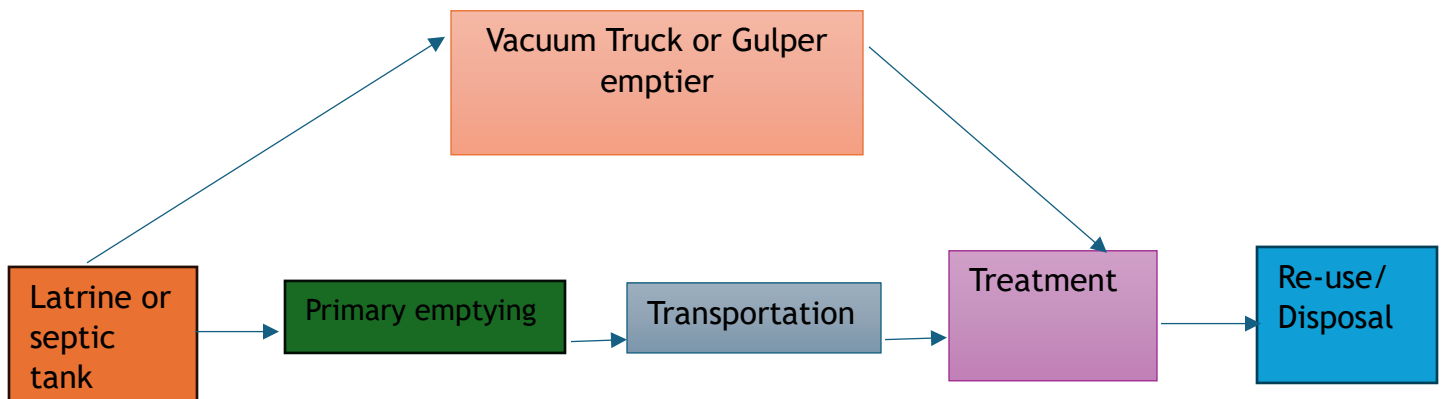 Vacuum Truck or Gulper
emptier
Latrine or
septic
tank
Primary emptying
Transportation
Treatment
Re-use/
Disposal